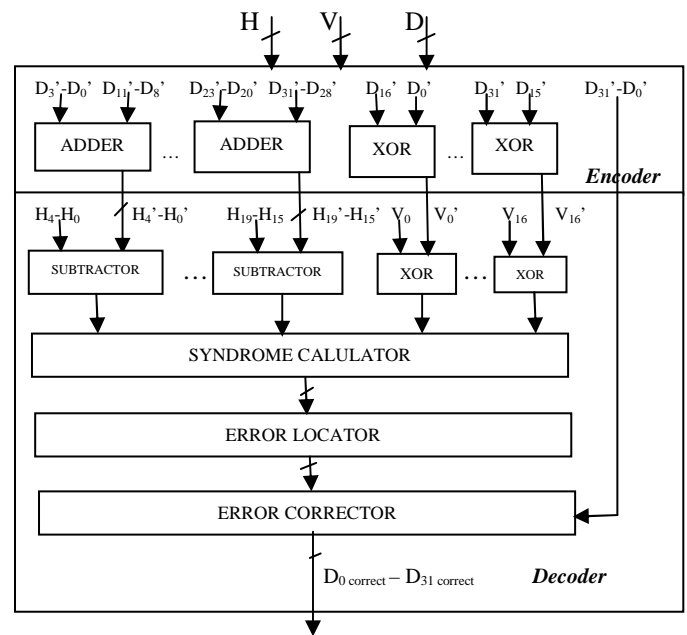 H V D
D3’-D0’ D11’-D8’ D23’-D20’ D31’-D28’ D16’ D0’ D31’ D15’ D31’-D0’
ADDER … ADDER XOR … XOR
Encoder
H4-H0 H4’-H0’ H19-H15 H19’-H15’ V0 V0’ V16 V16’
SUBTRACTOR … SUBTRACTOR XOR … XOR
SYNDROME CALULATOR
ERROR LOCATOR
ERROR CORRECTOR
D0 correct – D31 correct Decoder